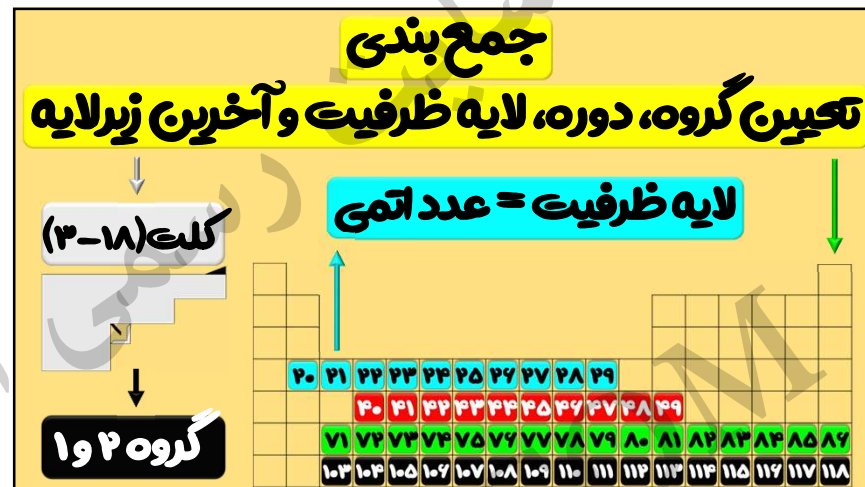 جمع بندی
تعیین گروه، دوره، لایه ظرفیت و آخرین زیرلایه
لایه ظرفیت = عدد اتمی
کلت (۱۸-۳)
۲۰ ۲۱ ۲۲ ۲۳ ۲۴ ۲۵ ۲۶ ۲۷ ۲۸ ۲۹
۴۰ ۴۱ ۴۲ ۴۳ ۴۴ ۴۵ ۴۶ ۴۷ ۴۸ ۴۹
۷۱ ۷۲ ۷۳ ۷۴ ۷۵ ۷۶ ۷۷ ۷۸ ۷۹ ۸۰ ۸۱ ۸۲ ۸۳ ۸۴ ۸۵ ۸۶
۱۰۳ ۱۰۴ ۱۰۵ ۱۰۶ ۱۰۷ ۱۰۸ ۱۰۹ ۱۱۰ ۱۱۱ ۱۱۲ ۱۱۳ ۱۱۴ ۱۱۵ ۱۱۶ ۱۱۷ ۱۱۸
گروه ۲ و ۱